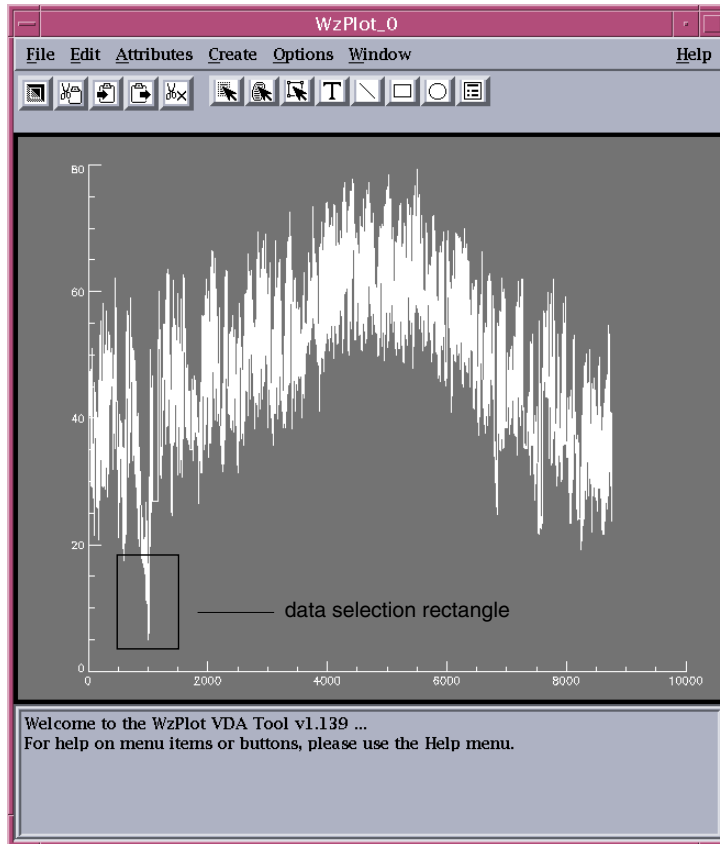 WzPlot_0
File Edit Attributes Create Options Window Help
T
80
60
40
20
0
data selection rectangle
0 2000 4000 6000 8000 10000
Welcome to the WzPlot VDA Tool v1.139 ...
For help on menu items or buttons, please use the Help menu.